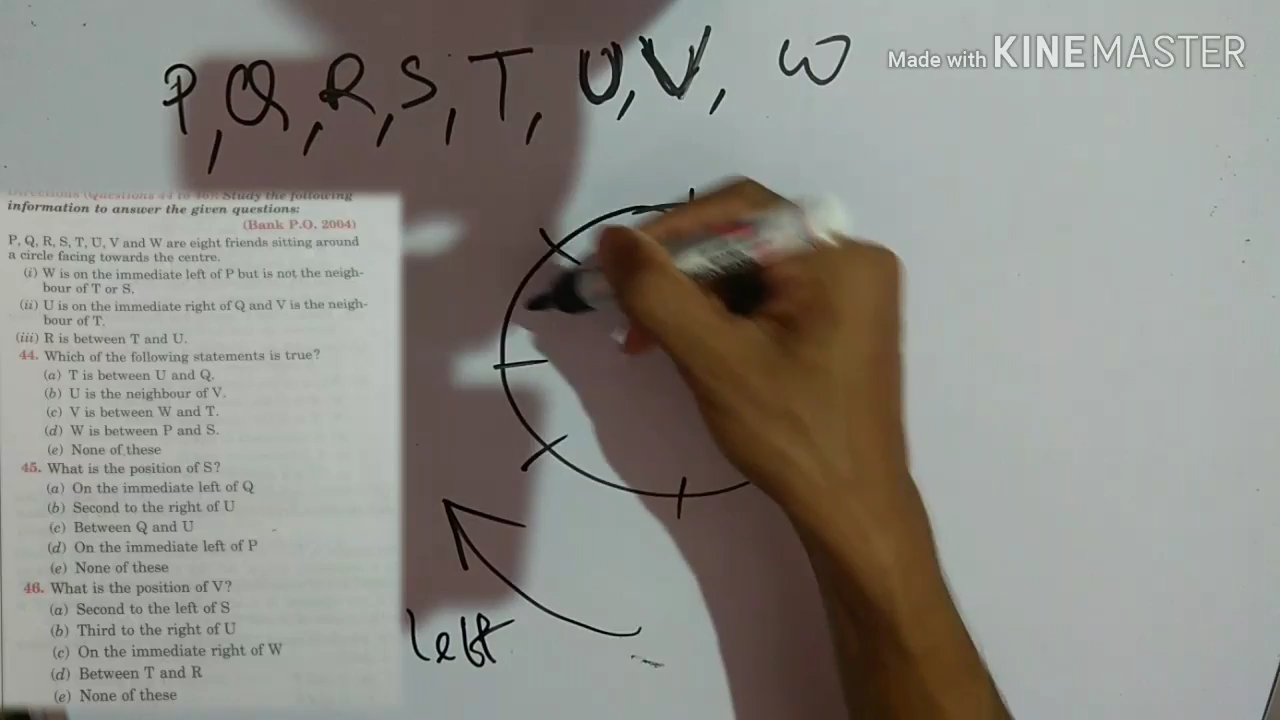 P, Q, R, S, T, U, V, W
Made with KINEMASTER
Directions (Questions 44 to 46): Study the following
information to answer the given questions:
(Bank P.O. 2004)
P, Q, R, S, T, U, V and W are eight friends sitting around
a circle facing towards the centre.
(i) W is on the immediate left of P but is not the neigh-
bour of T or S.
(ii) U is on the immediate right of Q and V is the neigh-
bour of T.
(iii) R is between T and U.
44. Which of the following statements is true?
(a) T is between U and Q.
(b) U is the neighbour of V.
(c) V is between W and T.
(d) W is between P and S.
(e) None of these
45. What is the position of S?
(a) On the immediate left of Q
(b) Second to the right of U
(c) Between Q and U
(d) On the immediate left of P
(e) None of these
46. What is the position of V?
(a) Second to the left of S
(b) Third to the right of U
(c) On the immediate right of W
(d) Between T and R
(e) None of these
left